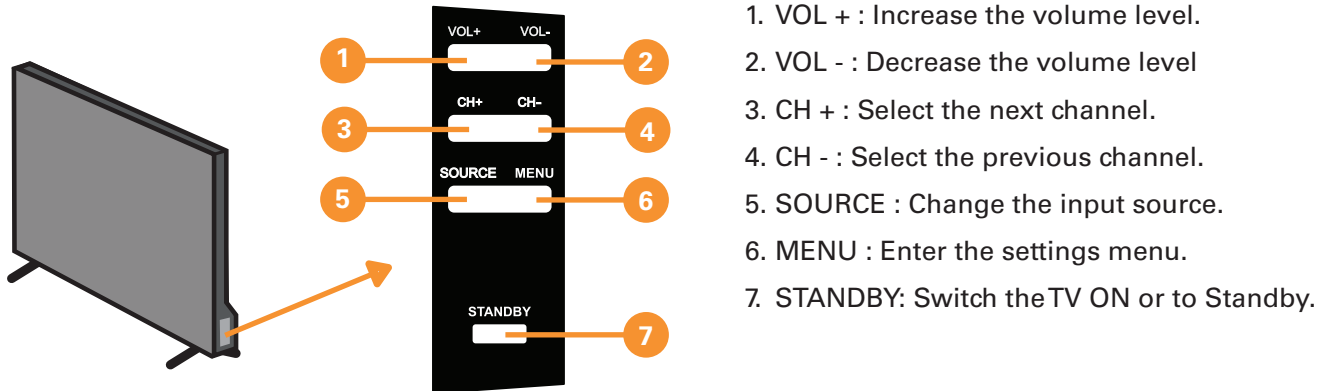 VOL+ VOL-
1 2
CH+ CH-
3 4
SOURCE MENU
5 6
STANDBY
7
1. VOL + : Increase the volume level.
2. VOL - : Decrease the volume level
3. CH + : Select the next channel.
4. CH - : Select the previous channel.
5. SOURCE : Change the input source.
6. MENU : Enter the settings menu.
7. STANDBY: Switch the TV ON or to Standby.